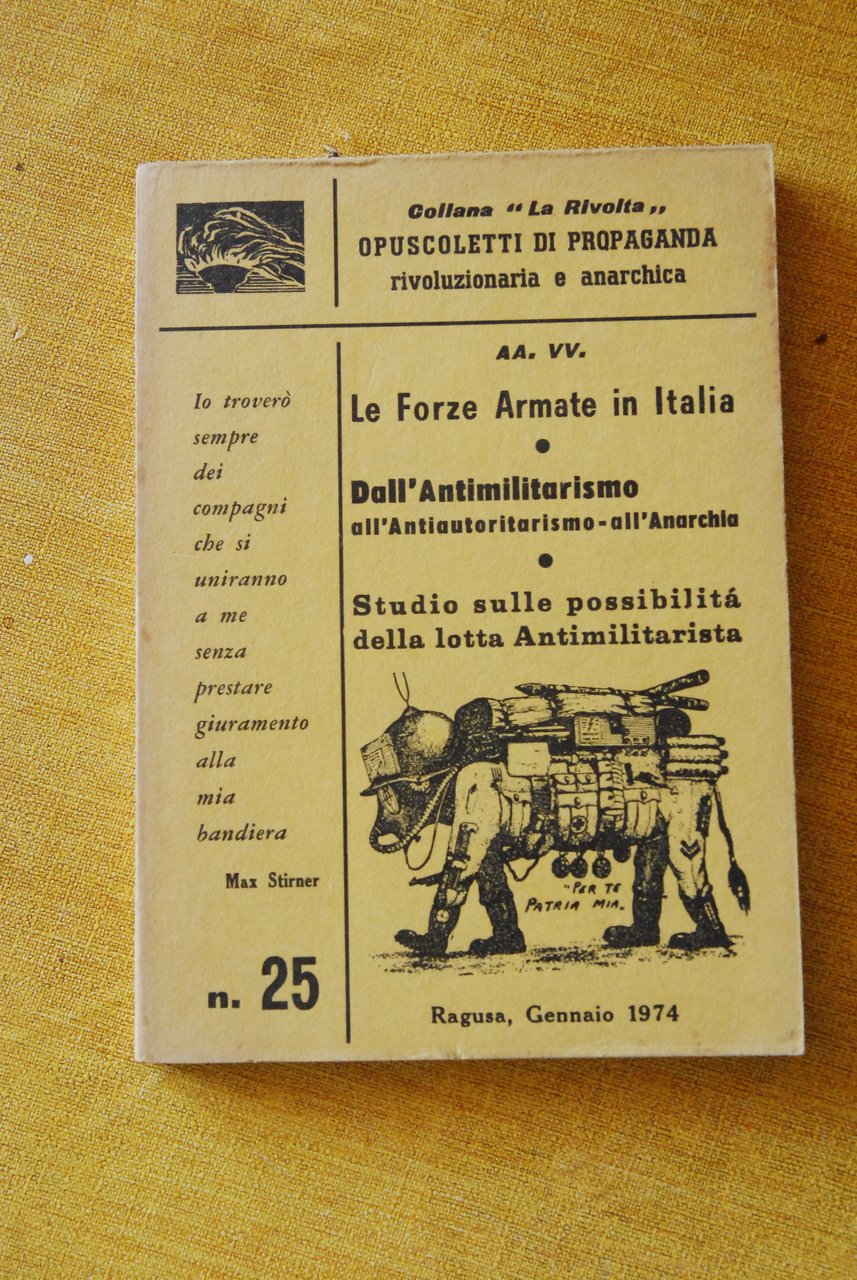 Collana “ La Rivolta „
OPUSCOLETTI DI PROPAGANDA
rivoluzionaria e anarchica
Io troverò
sempre
dei
compagni
che si
uniranno
a me
senza
prestare
giuramento
alla
mia
bandiera
Max Stirner
n. 25
AA. VV.
Le Forze Armate in Italia
●
Dall'Antimilitarismo
all'Antiautoritarismo-all'Anarchia
●
Studio sulle possibilitá
della lotta Antimilitarista
"PER TE
PATRIA MIA.
Ragusa, Gennaio 1974